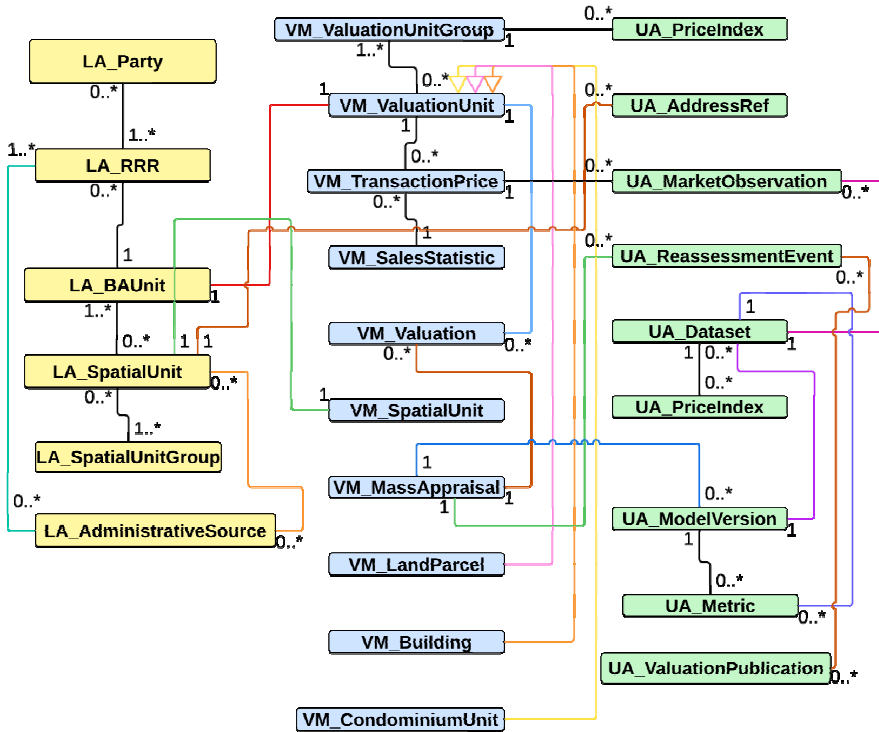 VM_ValuationUnitGroup
0..*
UA_PriceIndex
1
1..*
LA_Party
0..*
0..*
0..*
1
VM_ValuationUnit
1
UA_AddressRef
1..*
1..*
1
0..*
LA_RRR
0..*
VM_TransactionPrice
1
0..*
UA_MarketObservation
0..*
0..*
1
0..*
VM_SalesStatistic
UA_ReassessmentEvent
0..*
1
LA_BAUnit
1
1..*
1
VM_Valuation
0..*
0..*
UA_Dataset
1
0..*
1
1
1
0..*
LA_SpatialUnit
0..*
0..*
0..*
1
VM_SpatialUnit
UA_PriceIndex
1..*
LA_SpatialUnitGroup
1
VM_MassAppraisal
1
1
0..*
0..*
LA_AdministrativeSource
0..*
UA_ModelVersion
1
1
VM_LandParcel
0..*
UA_Metric
0..*
VM_Building
UA_ValuationPublication
0..*
VM_CondominiumUnit